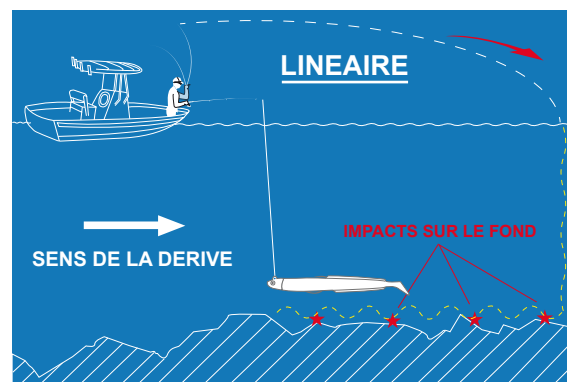 LINEAIRE
IMPACTS SUR LE FOND
SENS DE LA DERIVE